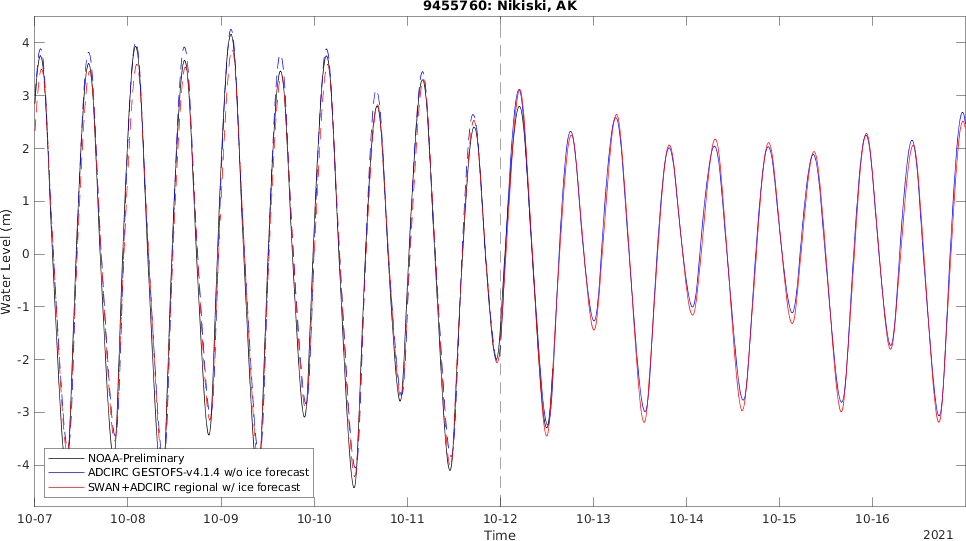 9455760: Nikiski, AK
Water Level (m)
4
3
2
1
0
-1
-2
-3
-4
NOAA-Preliminary
ADCIRC GESTOFS-v4.1.4 w/o ice forecast
SWAN+ADCIRC regional w/ ice forecast
10-07 10-08 10-09 10-10 10-11 10-12 10-13 10-14 10-15 10-16
Time
2021